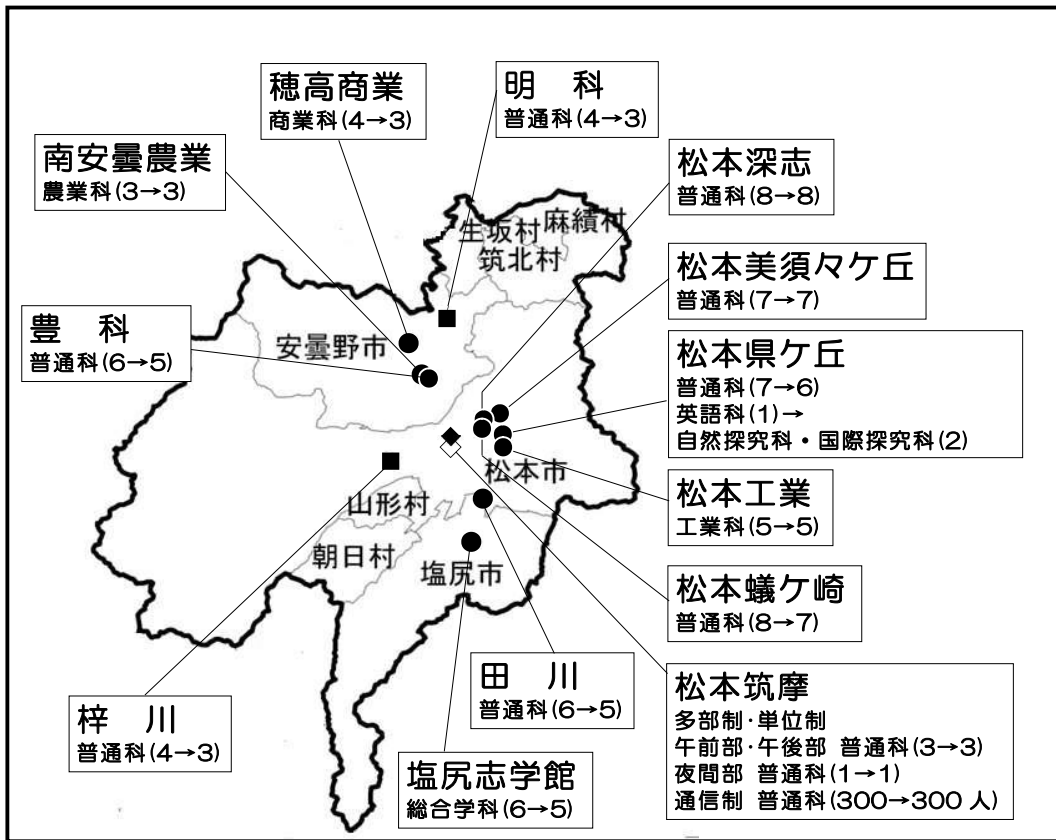 穂高商業
商業科(4→3)
明　科
普通科(4→3)
南安曇農業
農業科(3→3)
松本深志
普通科(8→8)
生坂村
麻績村
筑北村
松本美須々ケ丘
普通科(7→7)
豊　科
普通科(6→5)
安曇野市
松本県ケ丘
普通科(7→6)
英語科(1)→
自然探究科・国際探究科(2)
松本市
山形村
松本工業
工業科(5→5)
朝日村
塩尻市
松本蟻ケ崎
普通科(8→7)
田　川
普通科(6→5)
梓　川
普通科(4→3)
塩尻志学館
総合学科(6→5)
松本筑摩
多部制・単位制
午前部・午後部 普通科(3→3)
夜間部 普通科(1→1)
通信制 普通科(300→300 人)